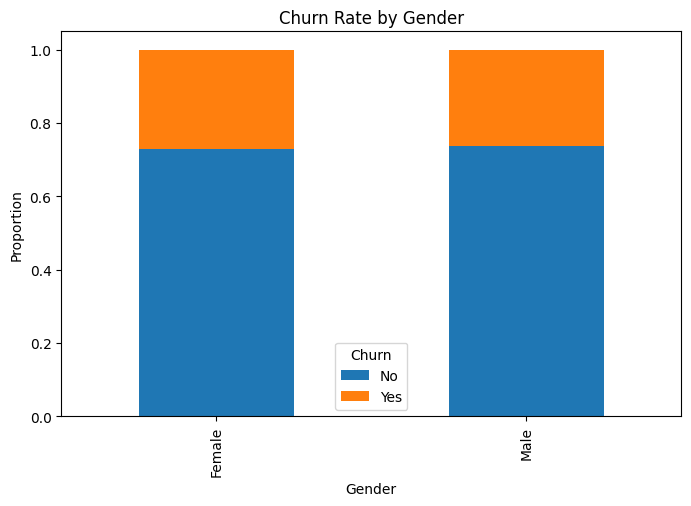 Churn Rate by Gender
Proportion
1.0
0.8
0.6
0.4
0.2
0.0
Churn
No
Yes
Female
Male
Gender